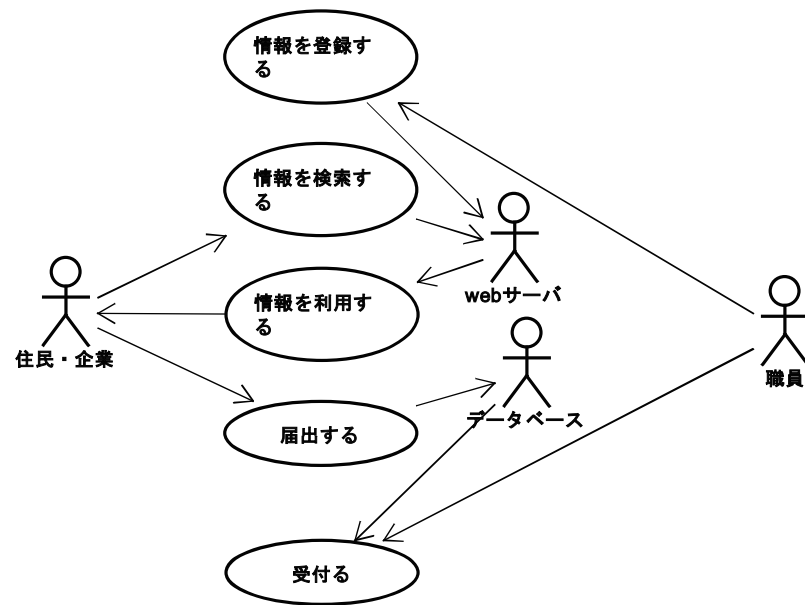 情報を登録す
る
情報を検索す
る
webサーバ
情報を利用す
る
住民・企業
職員
データベース
届出する
受付る